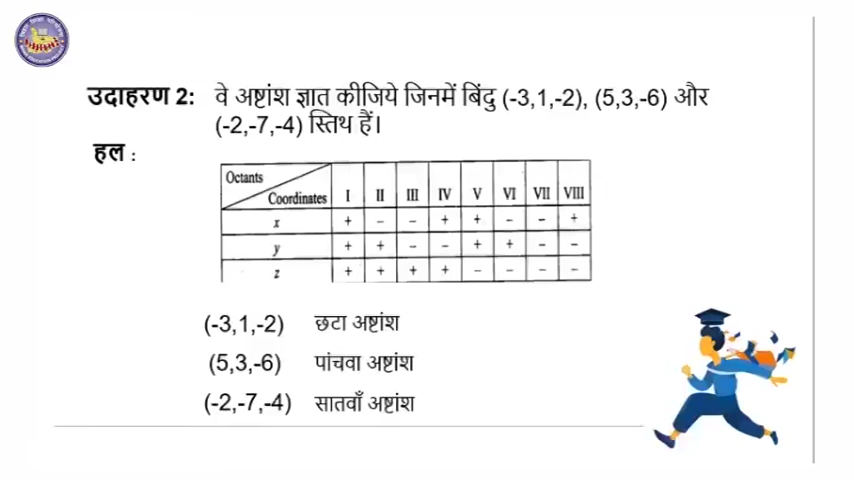 उदाहरण 2: वे अष्टांश ज्ञात कीजिये जिनमें बिंदु (-3,1,-2), (5,3,-6) और
(-2,-7,-4) स्तिथ हैं।
हल :
Octants
Coordinates I II III IV V VI VII VIII
x + – – + + – – +
y + + – – + + – –
z + + + + – – – –
(-3,1,-2) छटा अष्टांश
(5,3,-6) पांचवा अष्टांश
(-2,-7,-4) सातवाँ अष्टांश